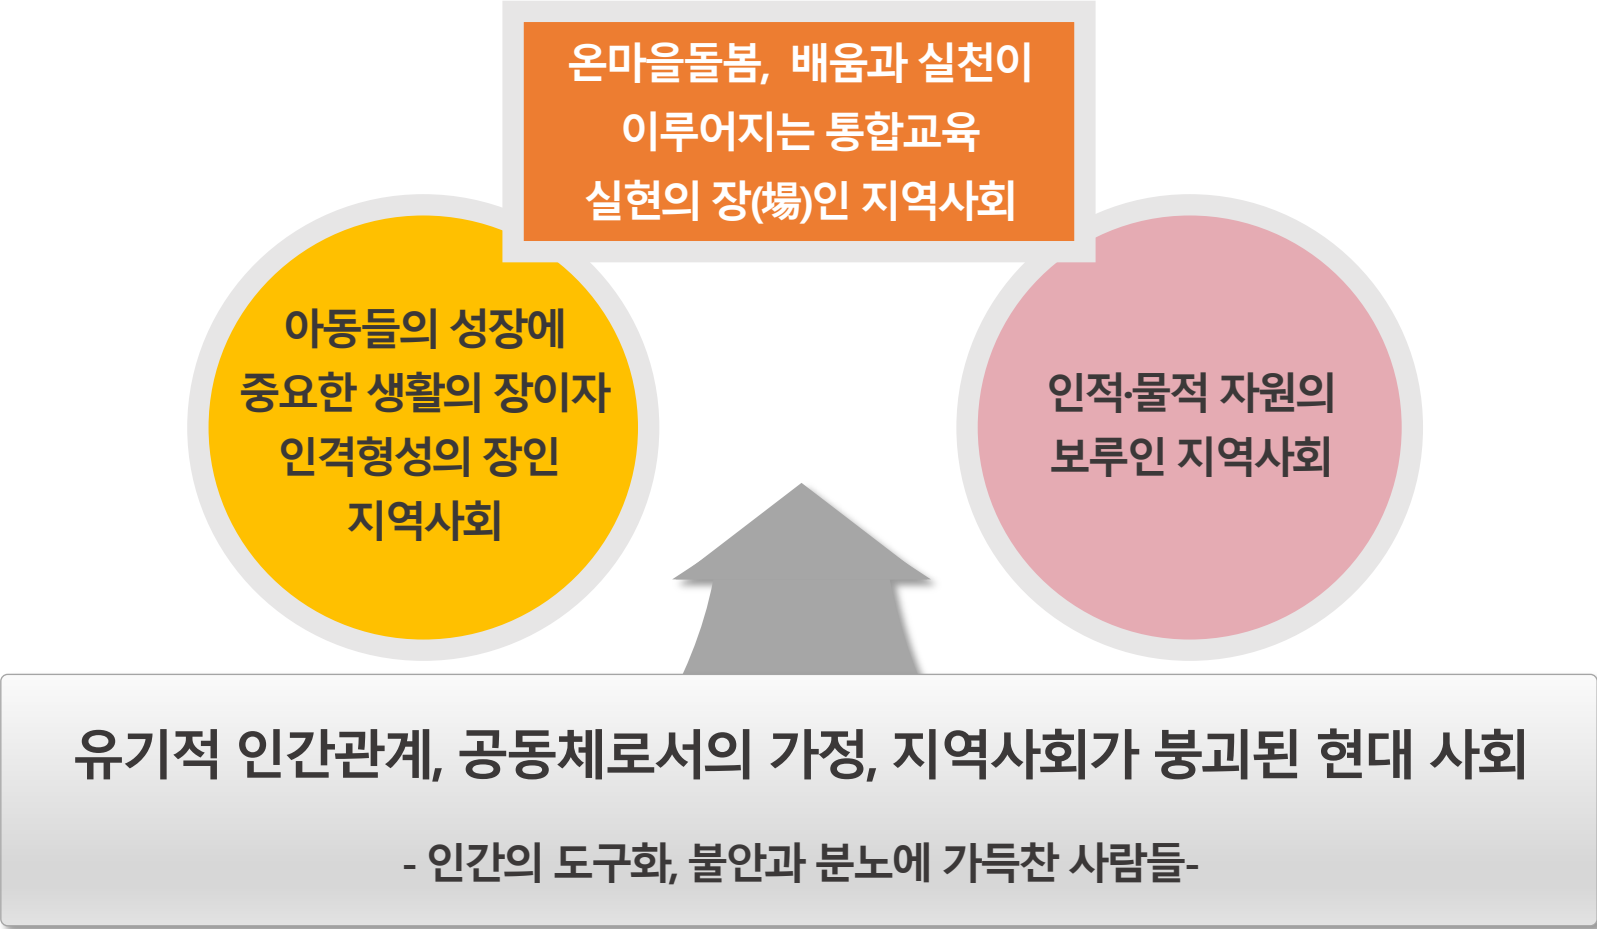 온마을돌봄, 배움과 실천이
이루어지는 통합교육
실현의 장(場)인 지역사회
아동들의 성장에
중요한 생활의 장이자
인격형성의 장인
지역사회
인적·물적 자원의
보루인 지역사회
유기적 인간관계, 공동체로서의 가정, 지역사회가 붕괴된 현대 사회
- 인간의 도구화, 불안과 분노에 가득찬 사람들-